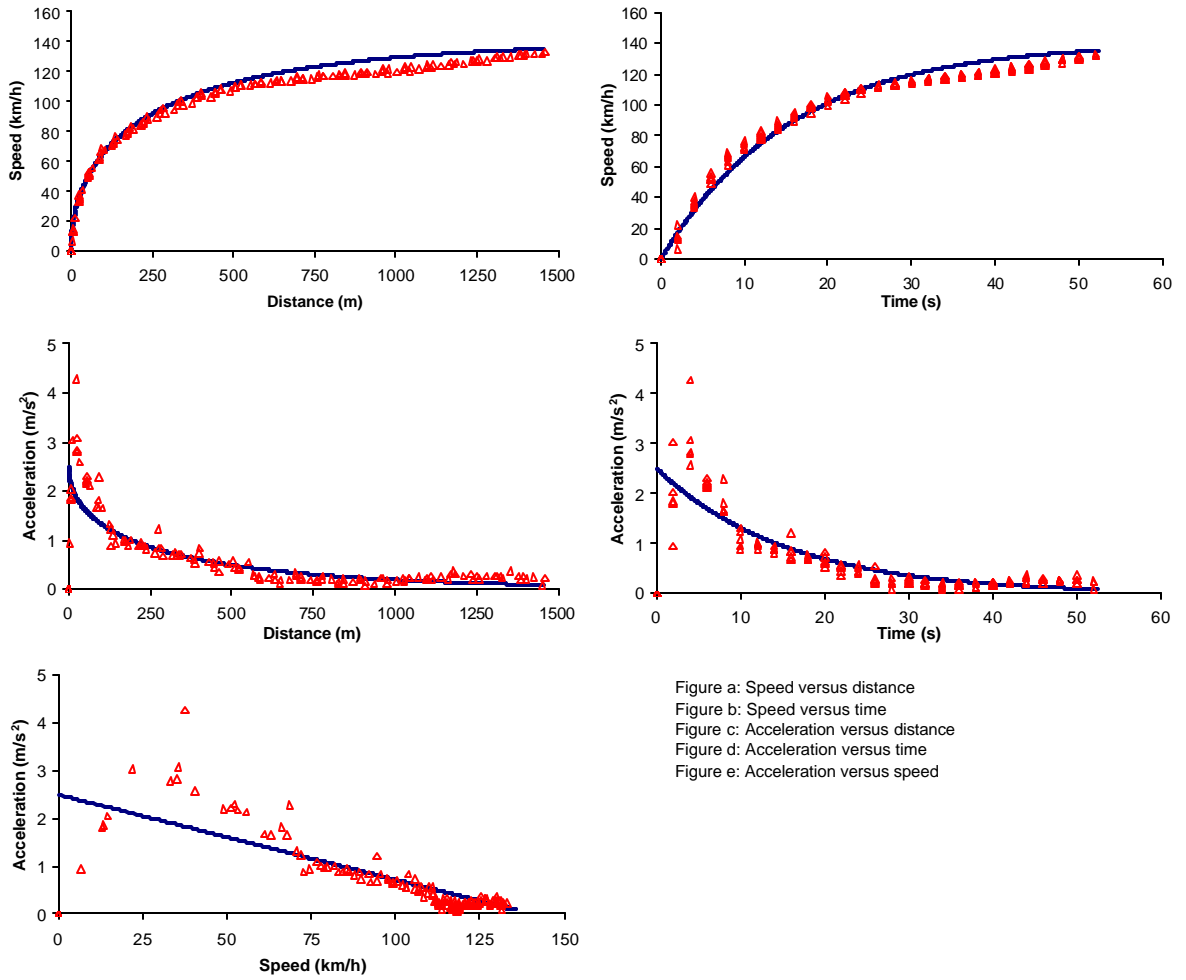 160
140
120
100
80
60
40
20
0
Speed (km/h)
0 250 500 750 1000 1250 1500
Distance (m)
160
140
120
100
80
60
40
20
0
Speed (km/h)
0 10 20 30 40 50 60
Time (s)
5
4
3
2
1
0
Acceleration (m/s²)
0 250 500 750 1000 1250 1500
Distance (m)
5
4
3
2
1
0
Acceleration (m/s²)
0 10 20 30 40 50 60
Time (s)
5
4
3
2
1
0
Acceleration (m/s²)
0 25 50 75 100 125 150
Speed (km/h)
Figure a: Speed versus distance
Figure b: Speed versus time
Figure c: Acceleration versus distance
Figure d: Acceleration versus time
Figure e: Acceleration versus speed